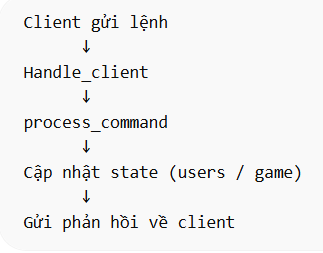 Client gửi lệnh
↓
Handle_client
↓
process_command
↓
Cập nhật state (users / game)
↓
Gửi phản hồi về client